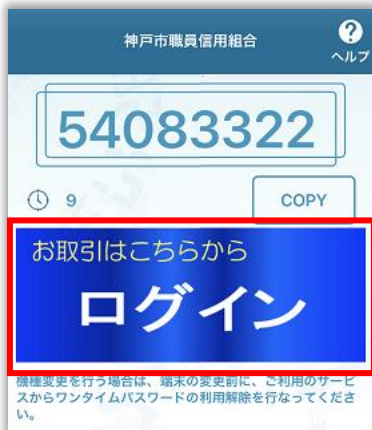 神戸市職員信用組合
?
ヘルプ
54083322
9
COPY
お取引はこちらから
ログイン
機種変更を行う場合は、端末の変更前に、ご利用のサービ
スからワンタイムパスワードの利用解除を行なってくださ
い。